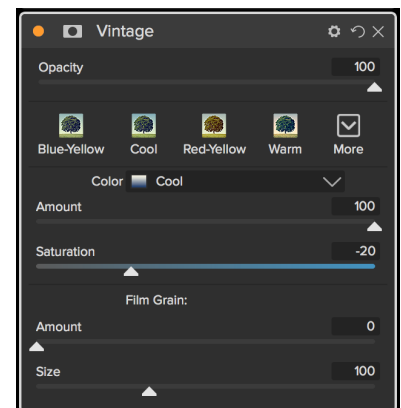 Vintage
Opacity 100
Blue-Yellow Cool Red-Yellow Warm More
Color Cool
Amount 100
Saturation -20
Film Grain:
Amount 0
Size 100